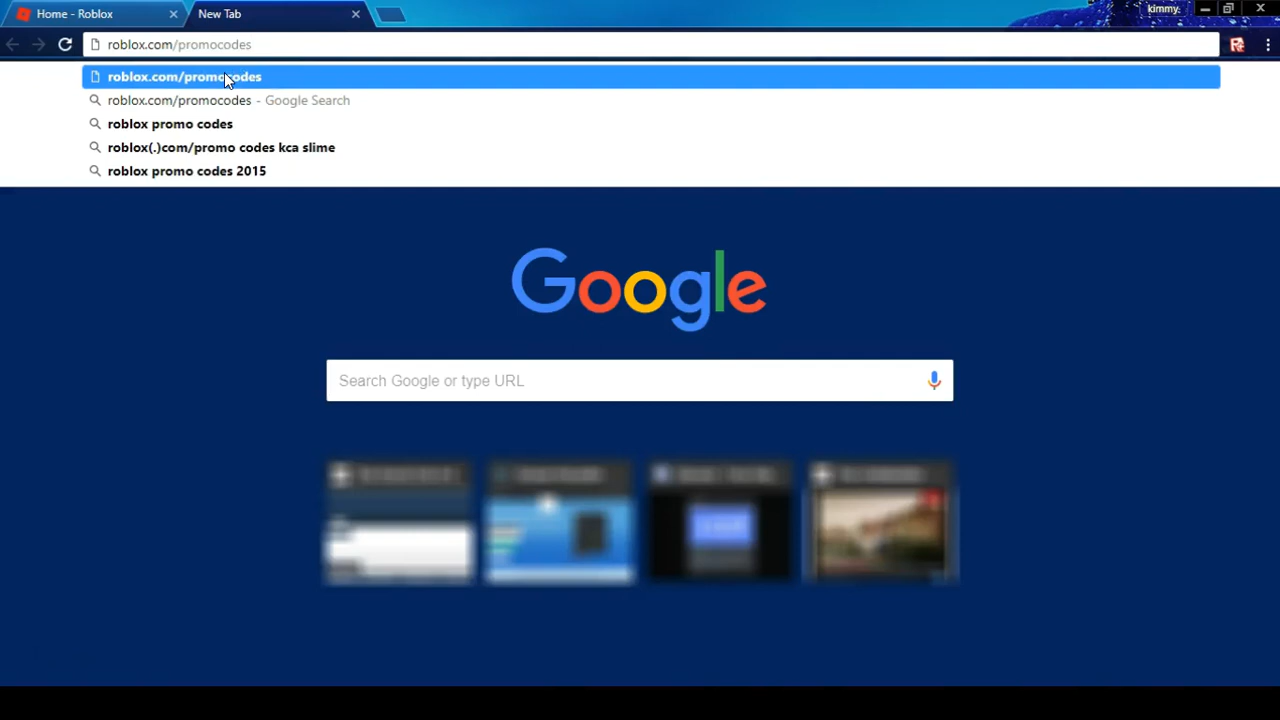 Home - Roblox
New Tab
kimmy.
roblox.com/promocodes
roblox.com/promocodes
roblox.com/promocodes - Google Search
roblox promo codes
roblox(.)com/promo codes kca slime
roblox promo codes 2015
Google
Search Google or type URL